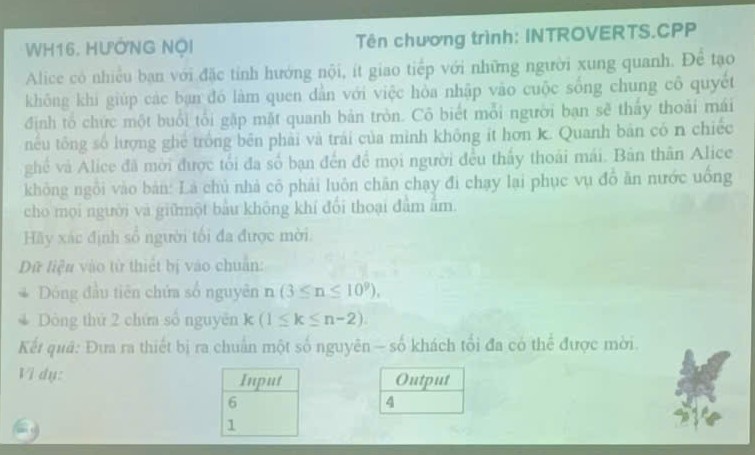 WH16. HƯỚNG NỘI
Tên chương trình: INTROVERTS.CPP
Alice có nhiều bạn với đặc tính hướng nội, ít giao tiếp với những người xung quanh. Để tạo
không khí giúp các bạn đó làm quen dần với việc hòa nhập vào cuộc sống chung cô quyết
định tổ chức một buổi tối gặp mặt quanh bàn tròn. Cô biết mỗi người bạn sẽ thấy thoải mái
nếu tổng số lượng ghế trống bên phải và trái của mình không ít hơn k. Quanh bàn có n chiếc
ghế và Alice đã mời được tối đa số bạn đến để mọi người đều thấy thoải mái. Bản thân Alice
không ngồi vào bàn: Là chủ nhà cô phải luôn chân chạy đi chạy lại phục vụ đồ ăn nước uống
cho mọi người và giữmột bầu không khí đối thoại đầm ấm.
Hãy xác định số người tối đa được mời.
Dữ liệu vào từ thiết bị vào chuẩn:
Dòng đầu tiên chứa số nguyên n (3 ≤ n ≤ 10⁹),
Dòng thứ 2 chứa số nguyên k (1 ≤ k ≤ n−2).
Kết quả: Đưa ra thiết bị ra chuẩn một số nguyên – số khách tối đa có thể được mời.
Ví dụ:
Input
6
1
Output
4